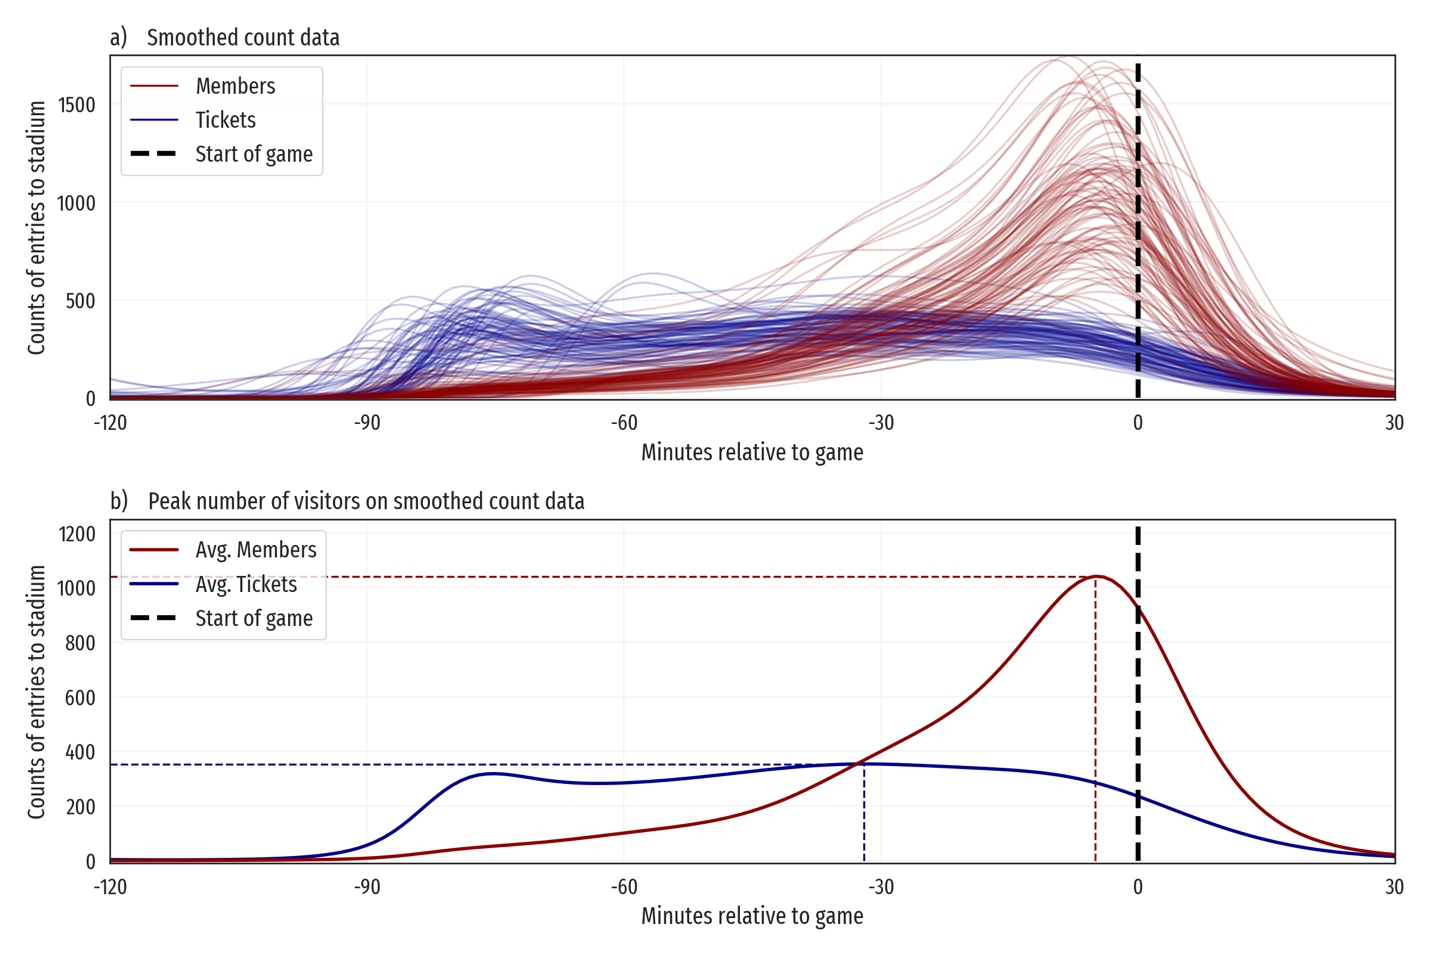 a) Smoothed count data
Counts of entries to stadium
1500
1000
500
0
Members
Tickets
Start of game
-120 -90 -60 -30 0 30
Minutes relative to game
b) Peak number of visitors on smoothed count data
Counts of entries to stadium
1200
1000
800
600
400
200
0
Avg. Members
Avg. Tickets
Start of game
-120 -90 -60 -30 0 30
Minutes relative to game